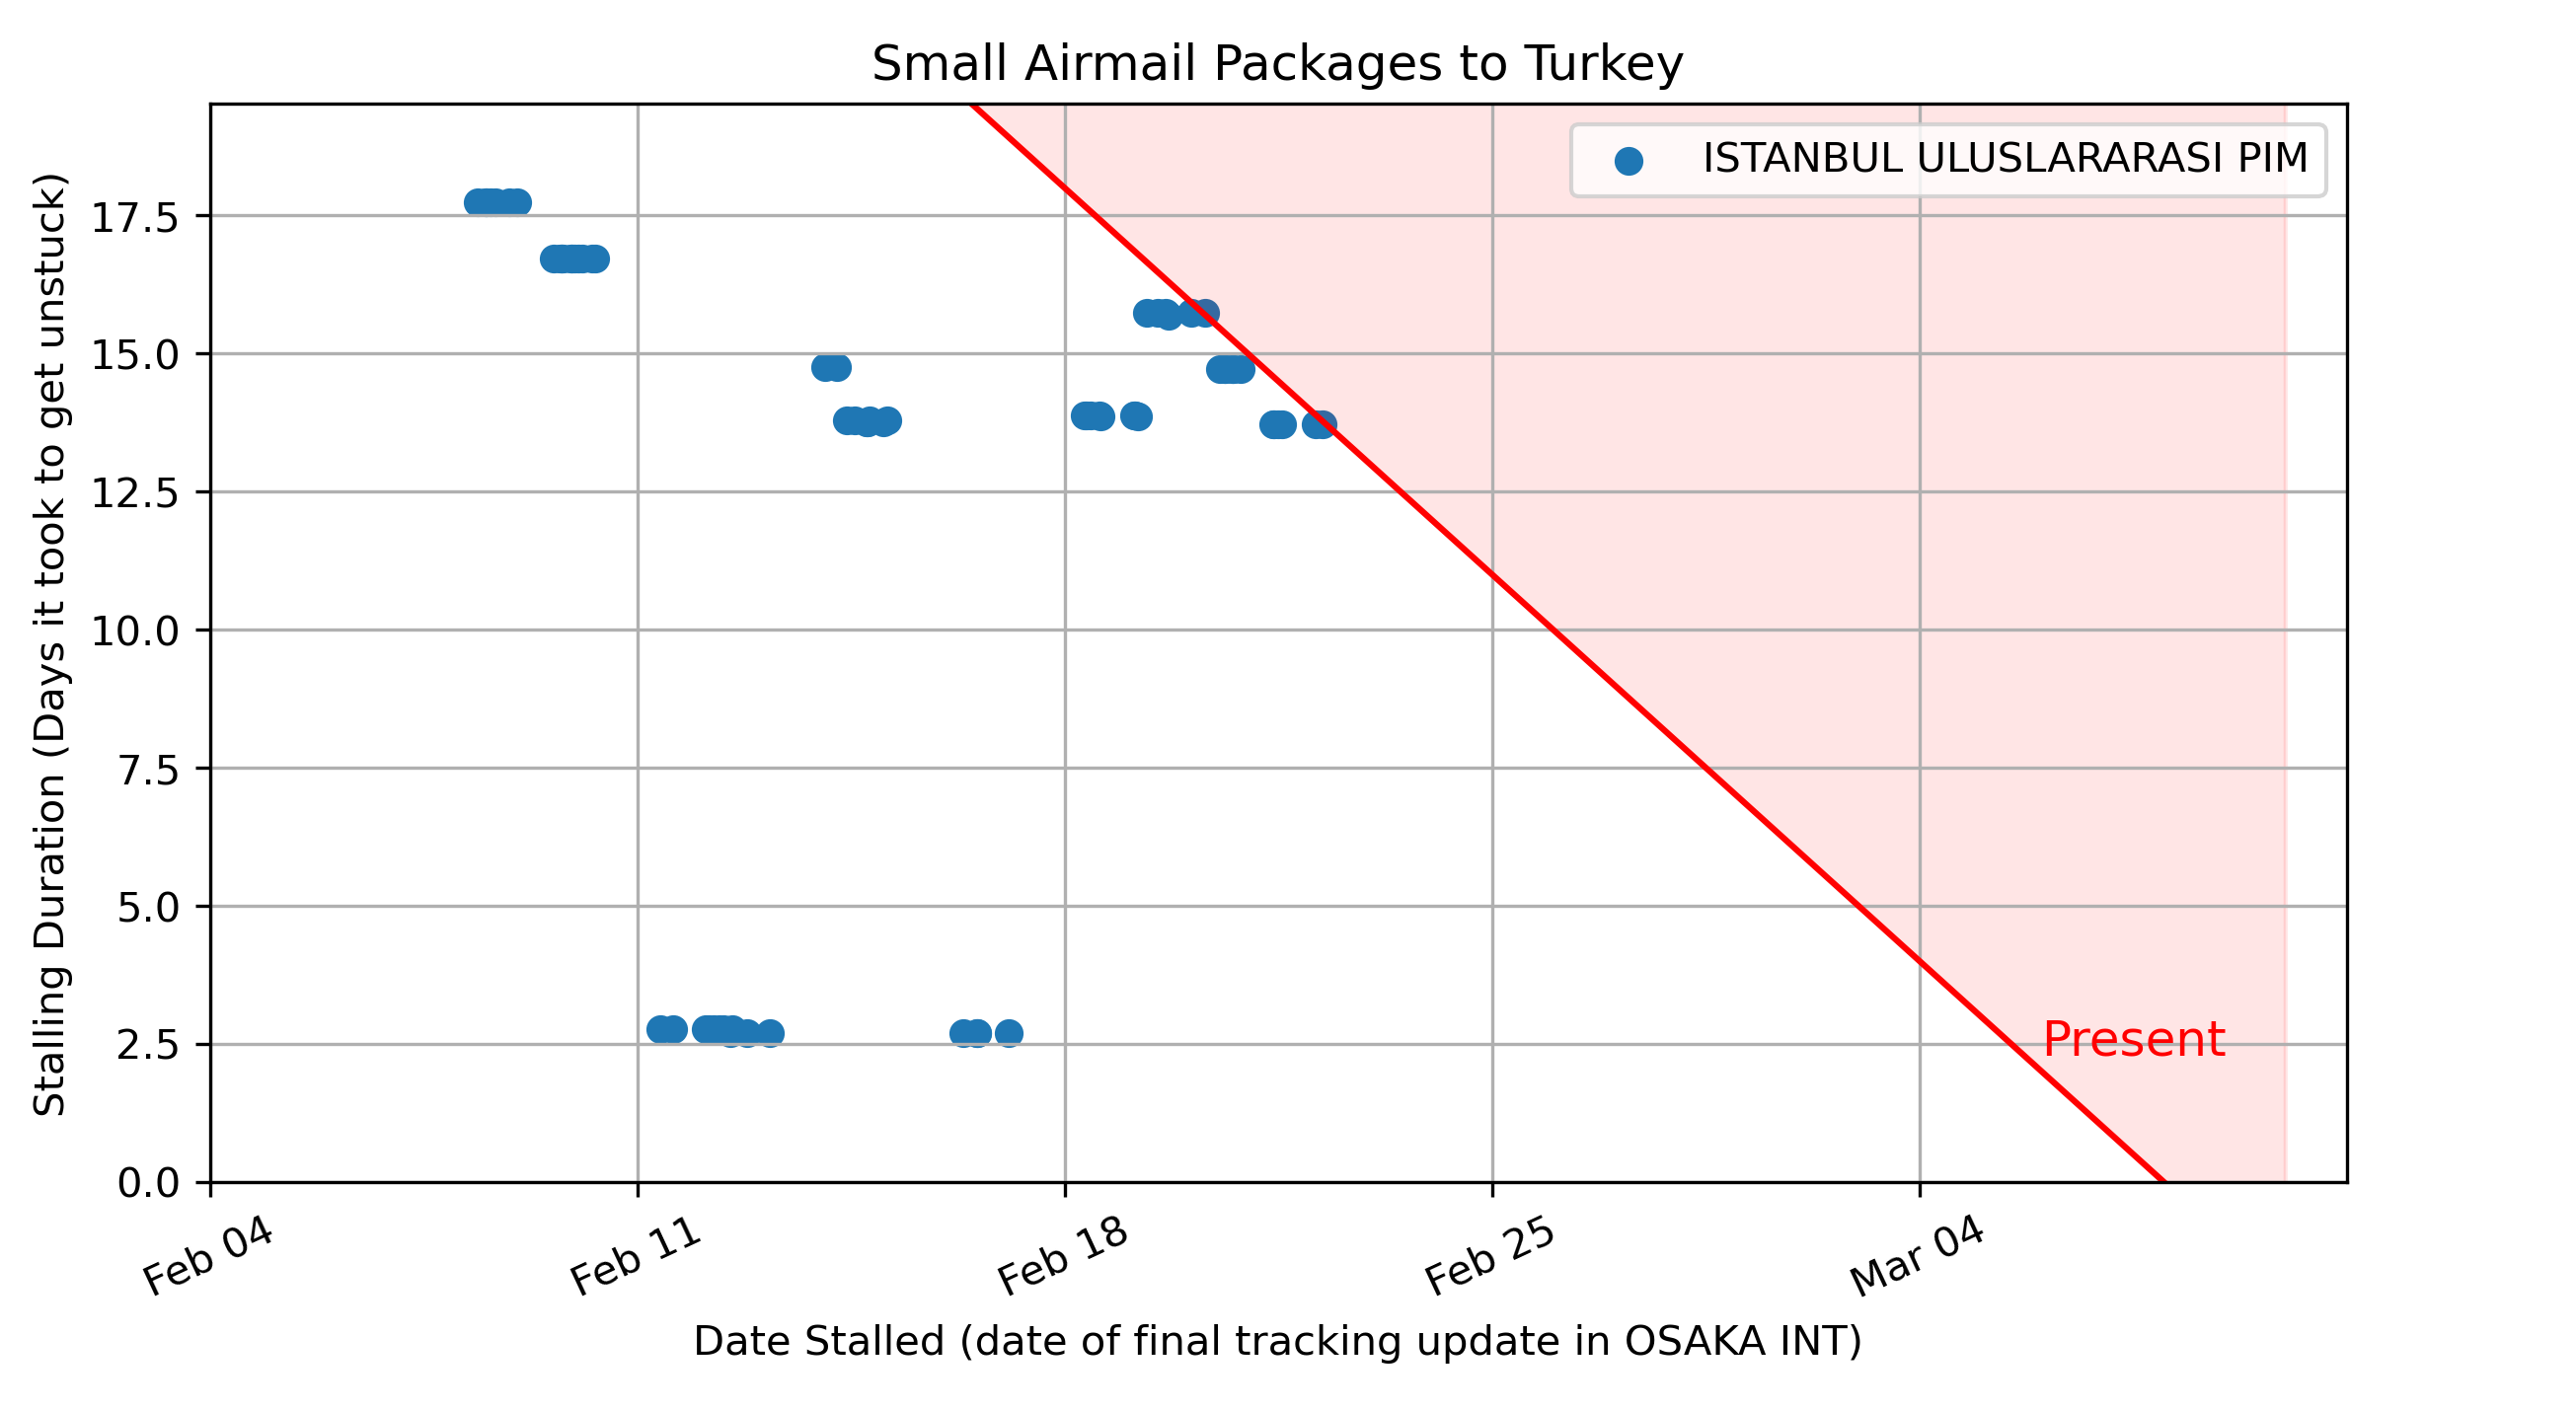 Small Airmail Packages to Turkey
ISTANBUL ULUSLARARASI PIM
Stalling Duration (Days it took to get unstuck)
17.5
15.0
12.5
10.0
7.5
5.0
2.5
0.0
Present
Feb 04
Feb 11
Feb 18
Feb 25
Mar 04
Date Stalled (date of final tracking update in OSAKA INT)